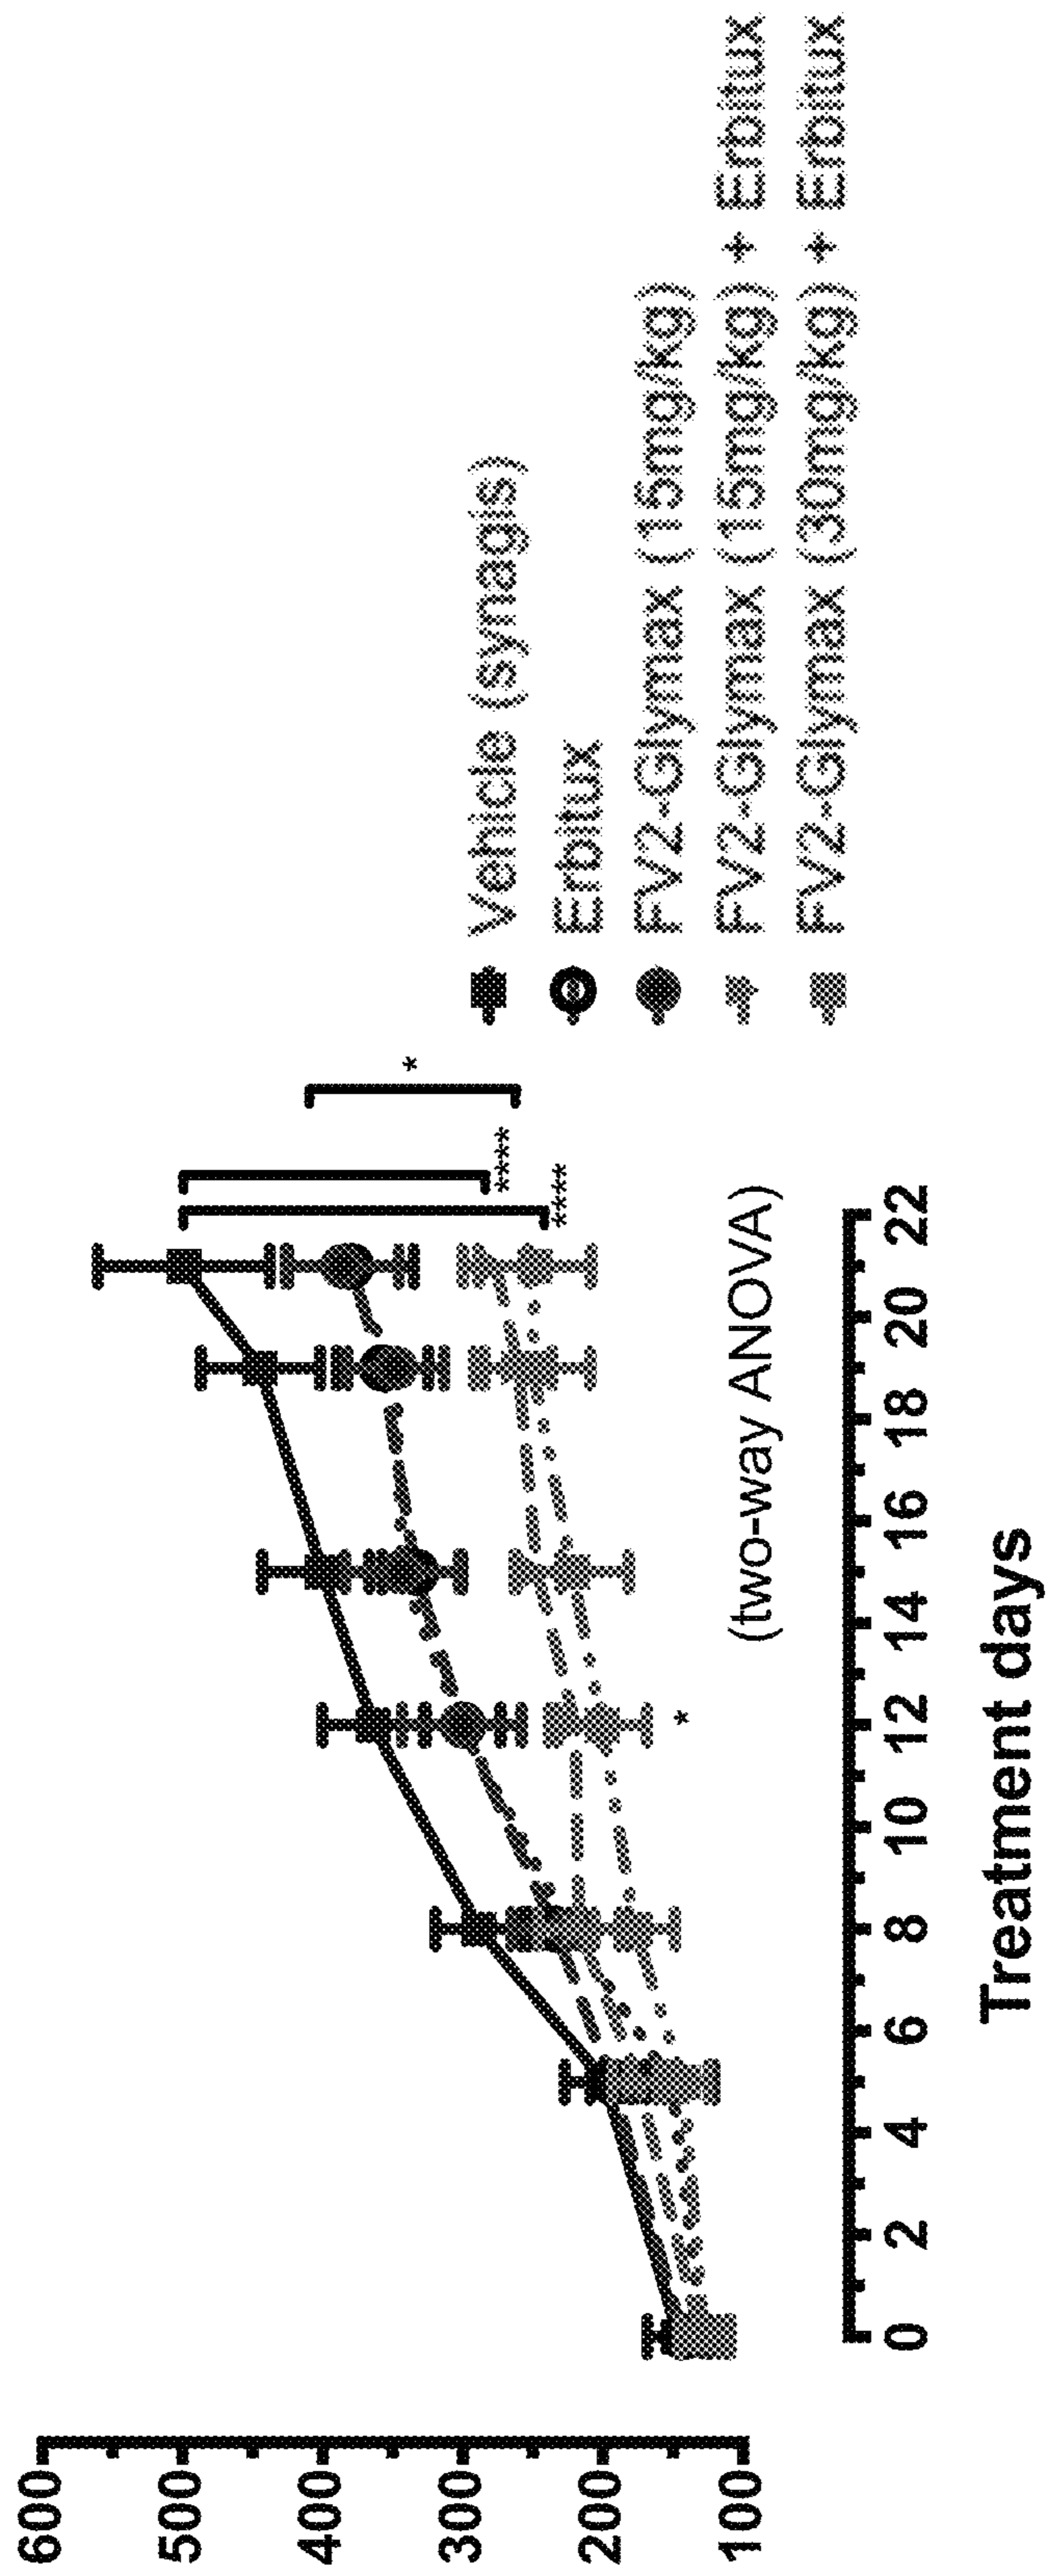 600
500
400
300
200
100
*
****
****
*
(two-way ANOVA)
0 2 4 6 8 10 12 14 16 18 20 22
Treatment days
Vehicle (synagis)
Erbitux
FV2-Glymax (15mg/kg)
FV2-Glymax (15mg/kg) + Erbitux
FV2-Glymax (30mg/kg) + Erbitux